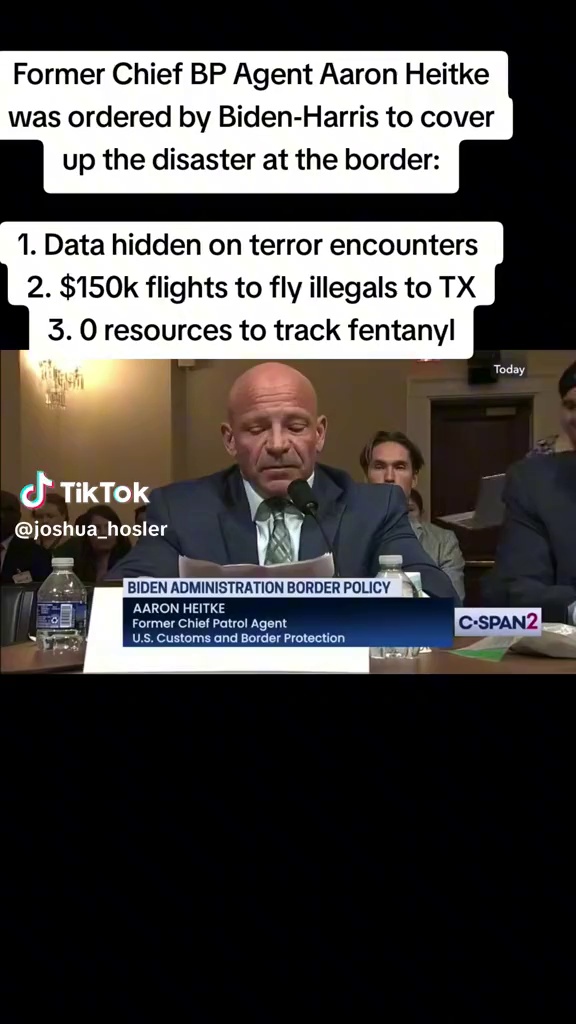 Former Chief BP Agent Aaron Heitke
was ordered by Biden-Harris to cover
up the disaster at the border:
1. Data hidden on terror encounters
2. $150k flights to fly illegals to TX
3. 0 resources to track fentanyl
Today
TikTok
@joshua_hosler
BIDEN ADMINISTRATION BORDER POLICY
AARON HEITKE
Former Chief Patrol Agent
U.S. Customs and Border Protection
C-SPAN2